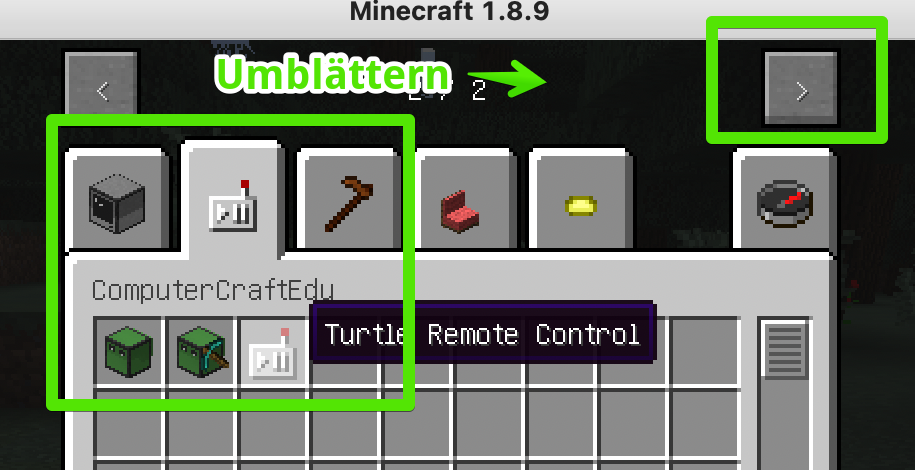 Minecraft 1.8.9
< Umblättern 2 >
ComputerCraftEdu
Turtle Remote Control